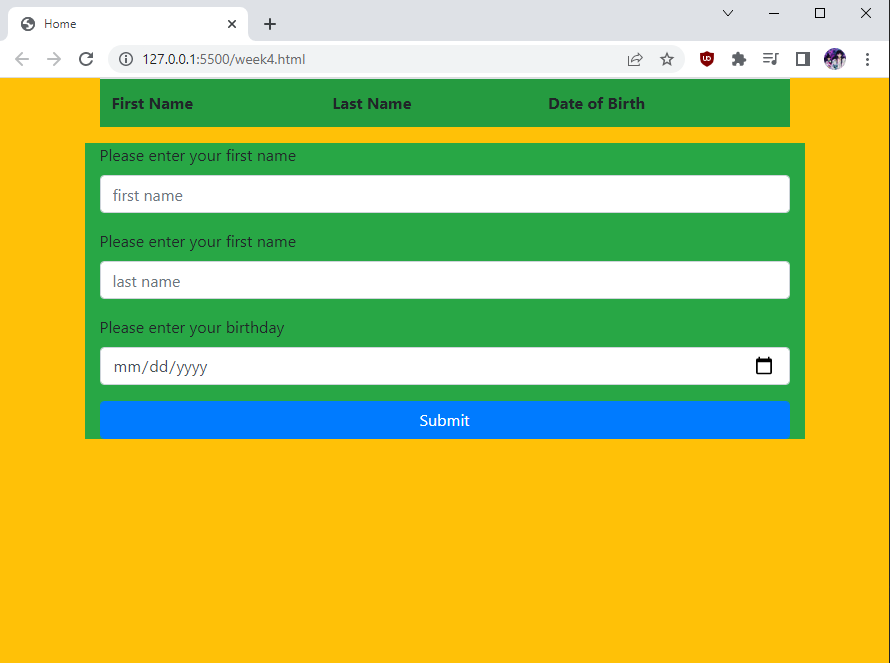 Home
127.0.0.1:5500/week4.html
First Name Last Name Date of Birth
Please enter your first name
first name
Please enter your first name
last name
Please enter your birthday
mm/dd/yyyy
Submit